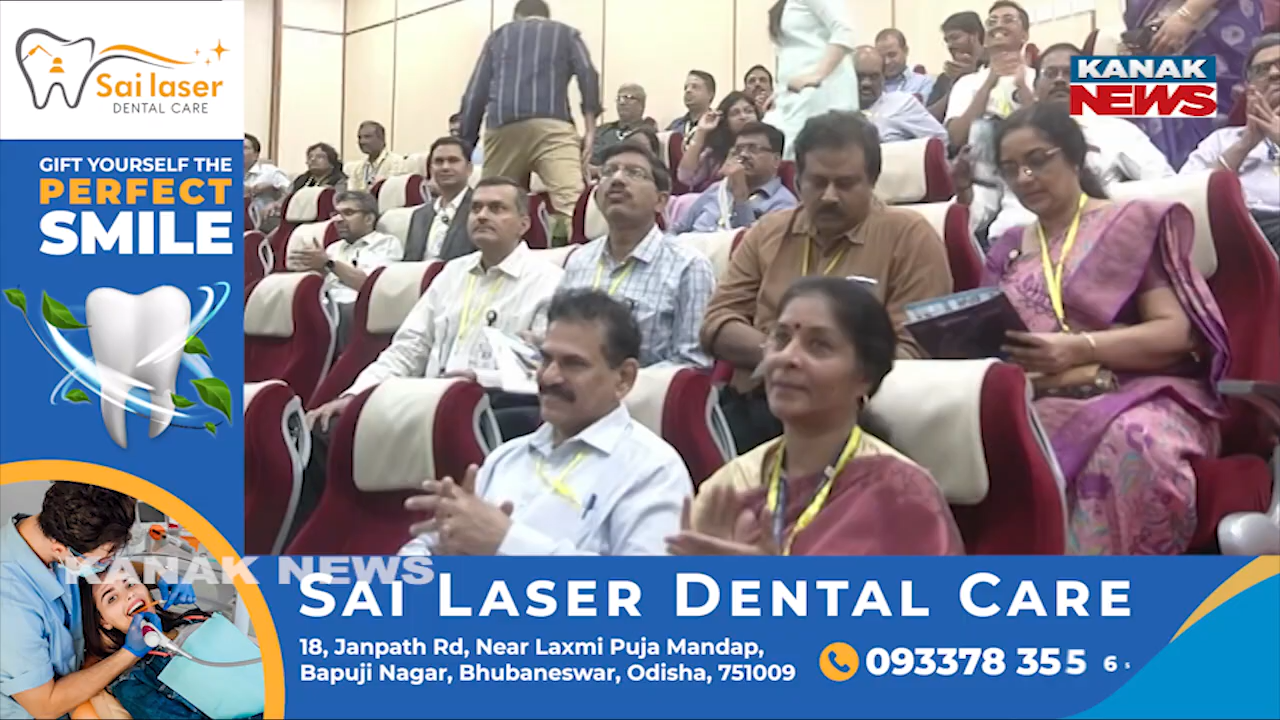 Sai laser
DENTAL CARE
KANAK
NEWS
GIFT YOURSELF THE
PERFECT
SMILE
KANAK NEWS
SAI LASER DENTAL CARE
18, Janpath Rd, Near Laxmi Puja Mandap,
Bapuji Nagar, Bhubaneswar, Odisha, 751009
093378 355 6